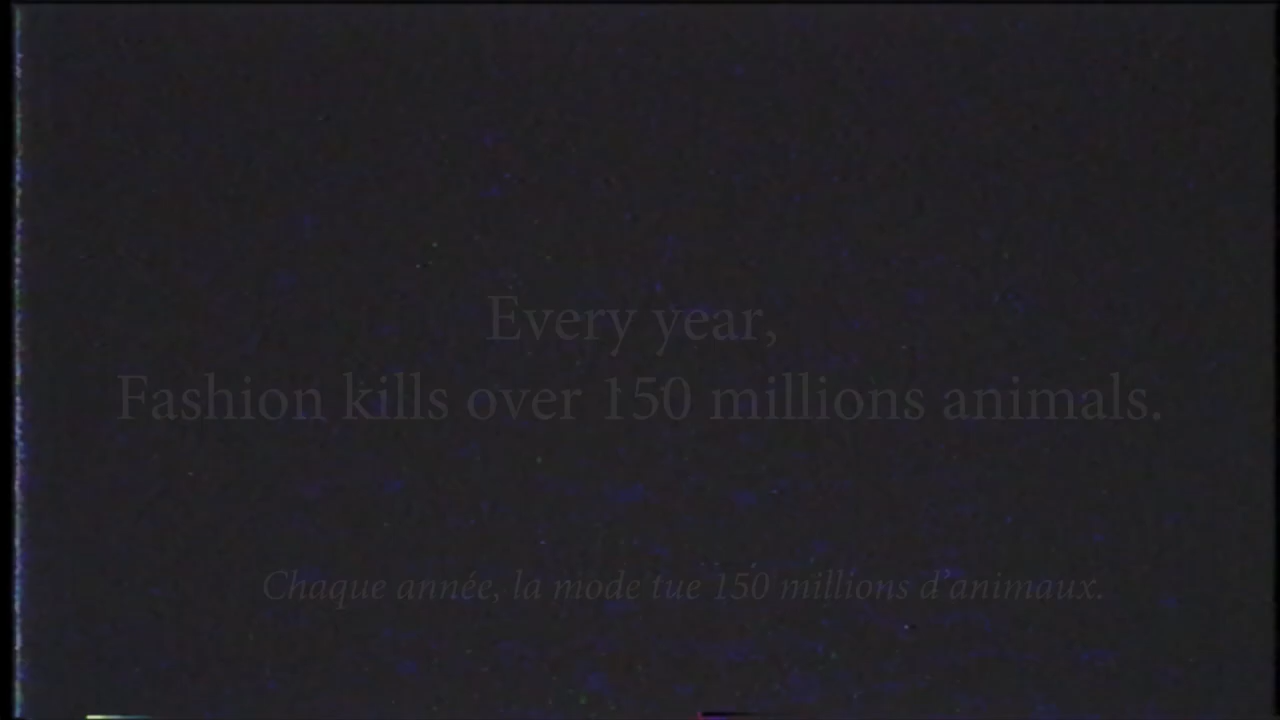 Every year,
Fashion kills over 150 millions animals.
Chaque année, la mode tue 150 millions d'animaux.